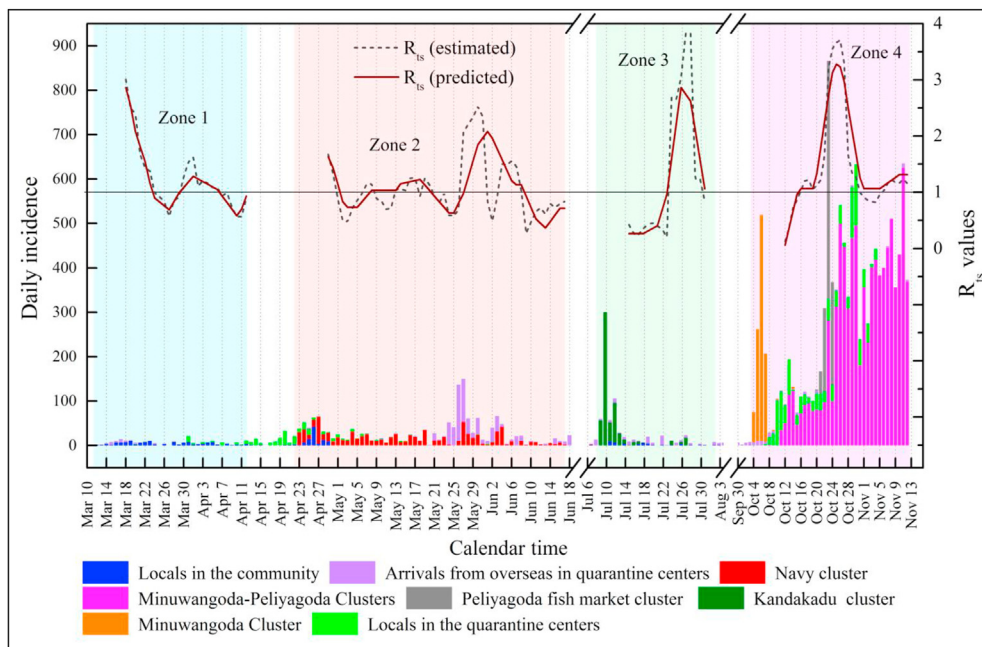 900
800
700
600
500
400
300
200
100
0
Daily incidence
4
3
2
1
0
R_ts values
R_ts (estimated)
R_ts (predicted)
Zone 1
Zone 2
Zone 3
Zone 4
Mar 10
Mar 14
Mar 18
Mar 22
Mar 26
Mar 30
Apr 3
Apr 7
Apr 11
Apr 15
Apr 19
Apr 23
Apr 27
May 1
May 5
May 9
May 13
May 17
May 21
May 25
May 29
Jun 2
Jun 6
Jun 10
Jun 14
Jun 18
Jul 6
Jul 10
Jul 14
Jul 18
Jul 22
Jul 26
Jul 30
Aug 3
Sep 30
Oct 4
Oct 8
Oct 12
Oct 16
Oct 20
Oct 24
Oct 28
Nov 1
Nov 5
Nov 9
Nov 13
Calendar time
Locals in the community
Arrivals from overseas in quarantine centers
Navy cluster
Minuwangoda-Peliyagoda Clusters
Peliyagoda fish market cluster
Kandakadu cluster
Minuwangoda Cluster
Locals in the quarantine centers